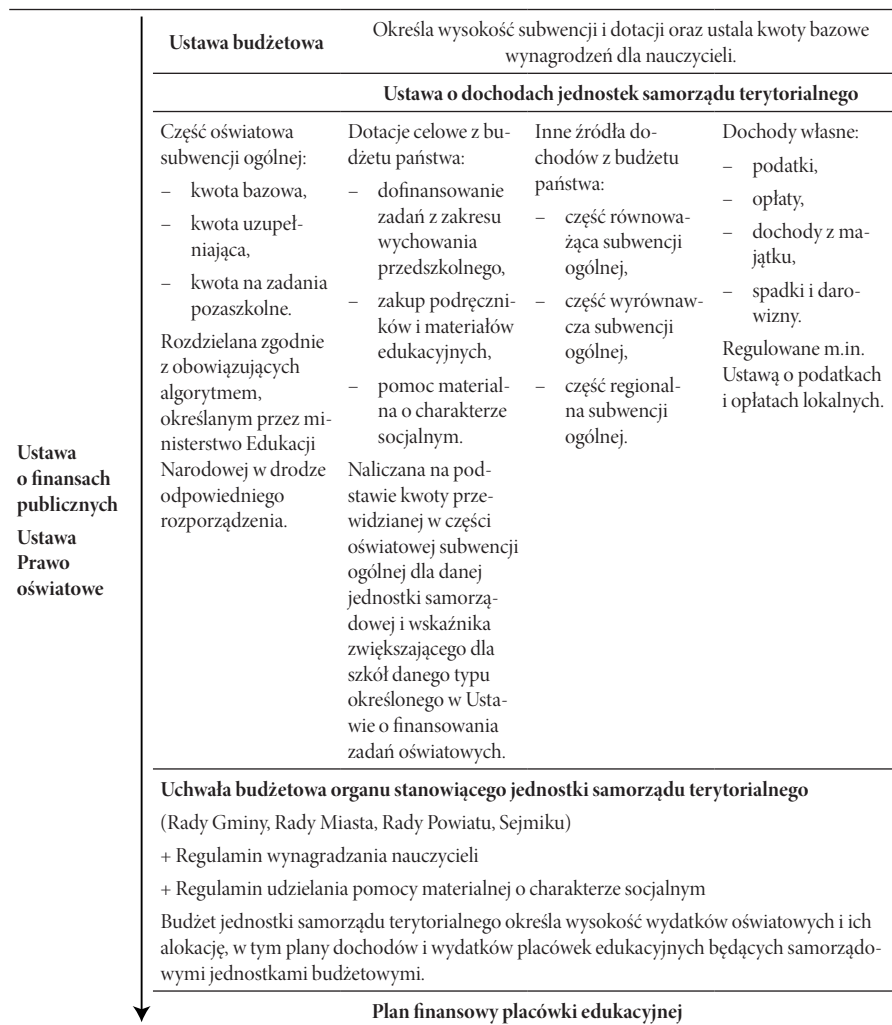 Ustawa budżetowa
Określa wysokość subwencji i dotacji oraz ustala kwoty bazowe
wynagrodzeń dla nauczycieli.
Ustawa o dochodach jednostek samorządu terytorialnego
Ustawa
o finansach
publicznych
Ustawa
Prawo
oświatowe
Część oświatowa
subwencji ogólnej:
– kwota bazowa,
– kwota uzupeł-
niająca,
– kwota na zadania
pozaszkolne.
Rozdzielana zgodnie
z obowiązujących
algorytmem,
określanym przez mi-
nisterstwo Edukacji
Narodowej w drodze
odpowiedniego
rozporządzenia.
Dotacje celowe z bu-
dżetu państwa:
– dofinansowanie
zadań z zakresu
wychowania
przedszkolnego,
– zakup podręczni-
ków i materiałów
edukacyjnych,
– pomoc material-
na o charakterze
socjalnym.
Naliczana na pod-
stawie kwoty prze-
widzianej w części
oświatowej subwencji
ogólnej dla danej
jednostki samorzą-
dowej i wskaźnika
zwiększającego dla
szkół danego typu
określonego w Usta-
wie o finansowania
zadań oświatowych.
Inne źródła do-
chodów z budżetu
państwa:
– część równowa-
żąca subwencji
ogólnej,
– część wyrównaw-
cza subwencji
ogólnej,
– część regional-
na subwencji
ogólnej.
Dochody własne:
– podatki,
– opłaty,
– dochody z ma-
jątku,
– spadki i daro-
wizny.
Regulowane m.in.
Ustawą o podatkach
i opłatach lokalnych.
Uchwała budżetowa organu stanowiącego jednostki samorządu terytorialnego
(Rady Gminy, Rady Miasta, Rady Powiatu, Sejmiku)
+ Regulamin wynagradzania nauczycieli
+ Regulamin udzielania pomocy materialnej o charakterze socjalnym
Budżet jednostki samorządu terytorialnego określa wysokość wydatków oświatowych i ich
alokację, w tym plany dochodów i wydatków placówek edukacyjnych będących samorządo-
wymi jednostkami budżetowymi.
Plan finansowy placówki edukacyjnej